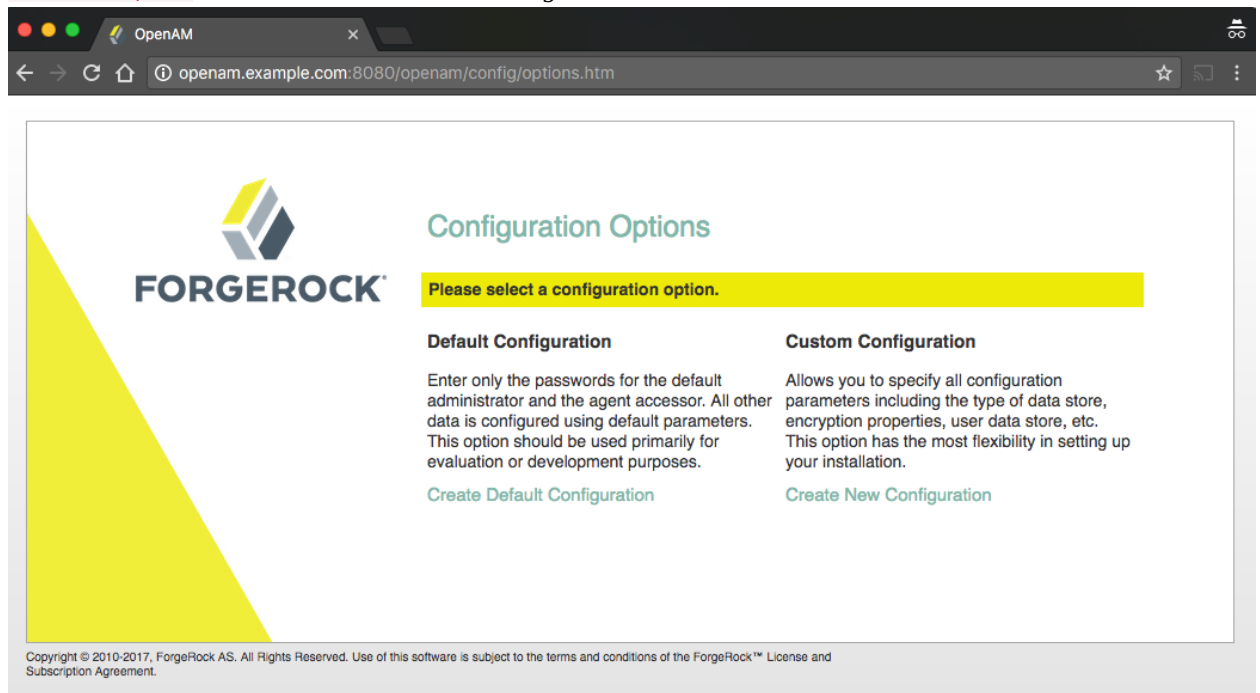 OpenAM
openam.example.com:8080/openam/config/options.htm
FORGEROCK
Configuration Options
Please select a configuration option.
Default Configuration
Enter only the passwords for the default
administrator and the agent accessor. All other
data is configured using default parameters.
This option should be used primarily for
evaluation or development purposes.
Create Default Configuration
Custom Configuration
Allows you to specify all configuration
parameters including the type of data store,
encryption properties, user data store, etc.
This option has the most flexibility in setting up
your installation.
Create New Configuration
Copyright © 2010-2017, ForgeRock AS. All Rights Reserved. Use of this software is subject to the terms and conditions of the ForgeRock™ License and
Subscription Agreement.